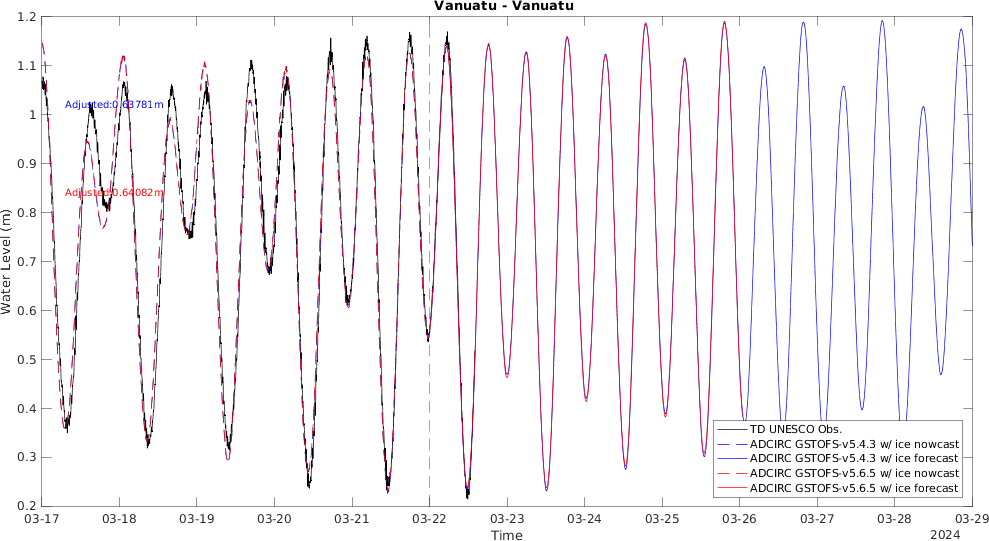 Vanuatu - Vanuatu
1.2
1.1
1
0.9
0.8
0.7
0.6
0.5
0.4
0.3
0.2
Water Level (m)
Adjusted:0.63781m
Adjusted:0.64082m
TD UNESCO Obs.
ADCIRC GSTOFS-v5.4.3 w/ ice nowcast
ADCIRC GSTOFS-v5.4.3 w/ ice forecast
ADCIRC GSTOFS-v5.6.5 w/ ice nowcast
ADCIRC GSTOFS-v5.6.5 w/ ice forecast
03-17 03-18 03-19 03-20 03-21 03-22 03-23 03-24 03-25 03-26 03-27 03-28 03-29
Time
2024